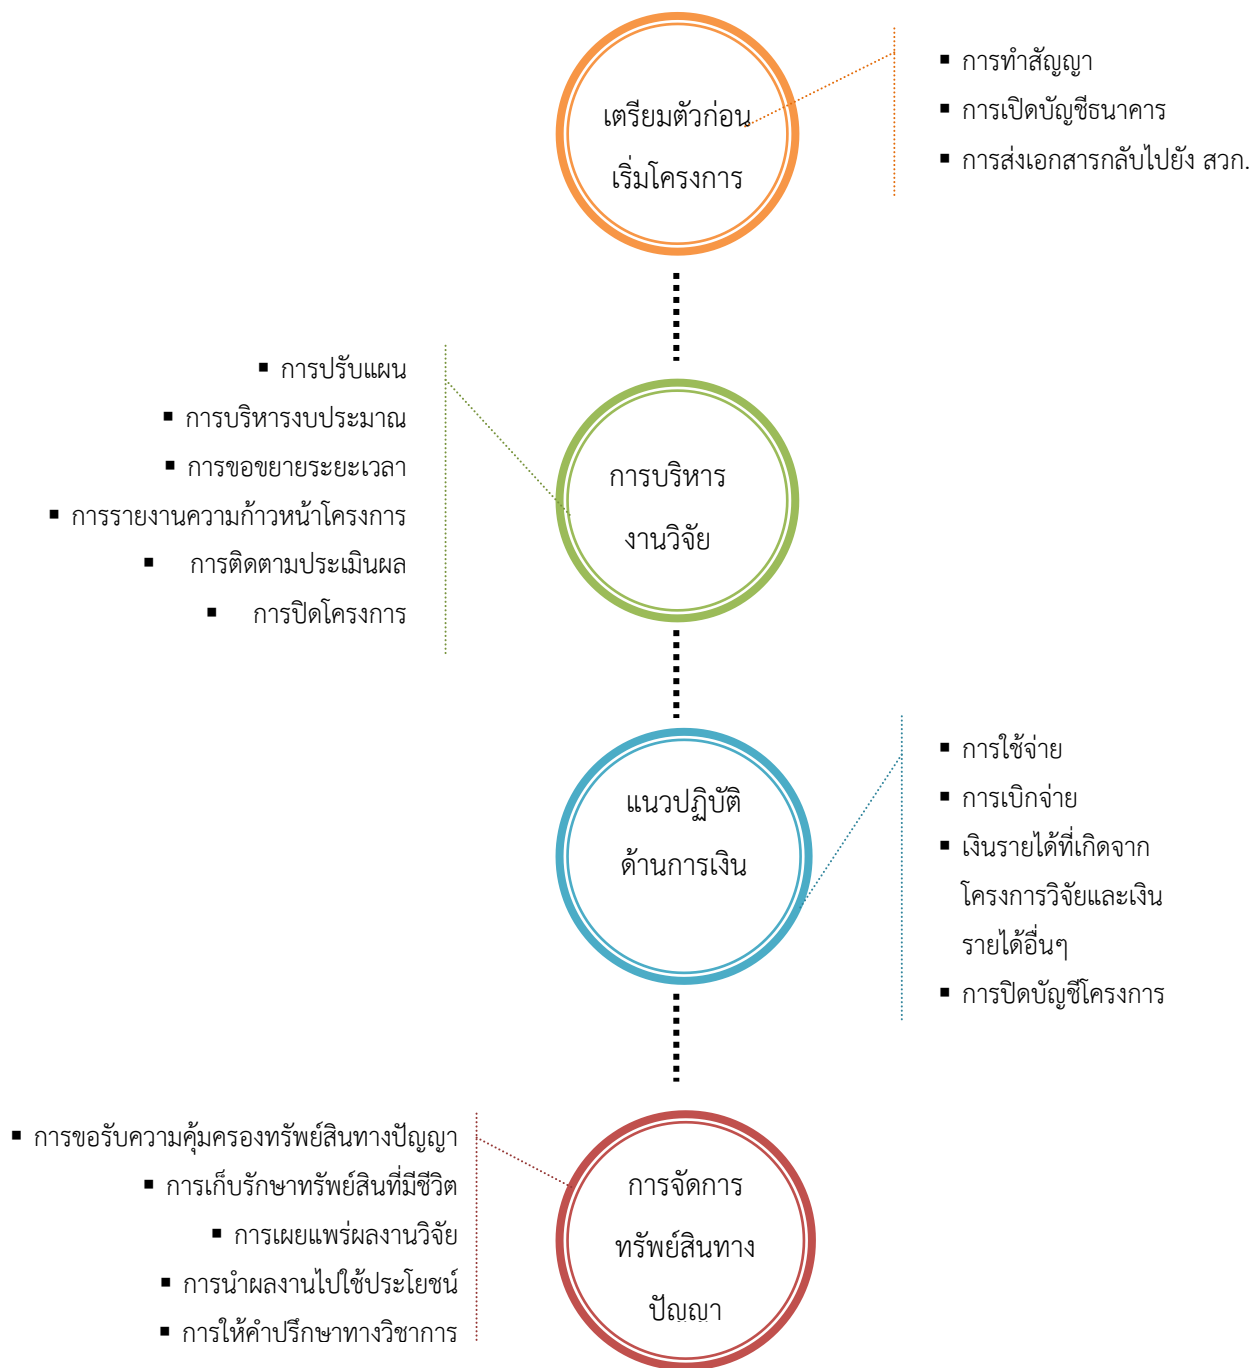 เตรียมตัวก่อน
เริ่มโครงการ
▪ การทำสัญญา
▪ การเปิดบัญชีธนาคาร
▪ การส่งเอกสารกลับไปยัง สวก.
▪ การปรับแผน
▪ การบริหารงบประมาณ
▪ การขอขยายระยะเวลา
▪ การรายงานความก้าวหน้าโครงการ
▪ การติดตามประเมินผล
▪ การปิดโครงการ
การบริหาร
งานวิจัย
แนวปฏิบัติ
ด้านการเงิน
▪ การใช้จ่าย
▪ การเบิกจ่าย
▪ เงินรายได้ที่เกิดจาก
โครงการวิจัยและเงิน
รายได้อื่นๆ
▪ การปิดบัญชีโครงการ
▪ การขอรับความคุ้มครองทรัพย์สินทางปัญญา
▪ การเก็บรักษาทรัพย์สินที่มีชีวิต
▪ การเผยแพร่ผลงานวิจัย
▪ การนำผลงานไปใช้ประโยชน์
▪ การให้คำปรึกษาทางวิชาการ
การจัดการ
ทรัพย์สินทาง
ปัญญา